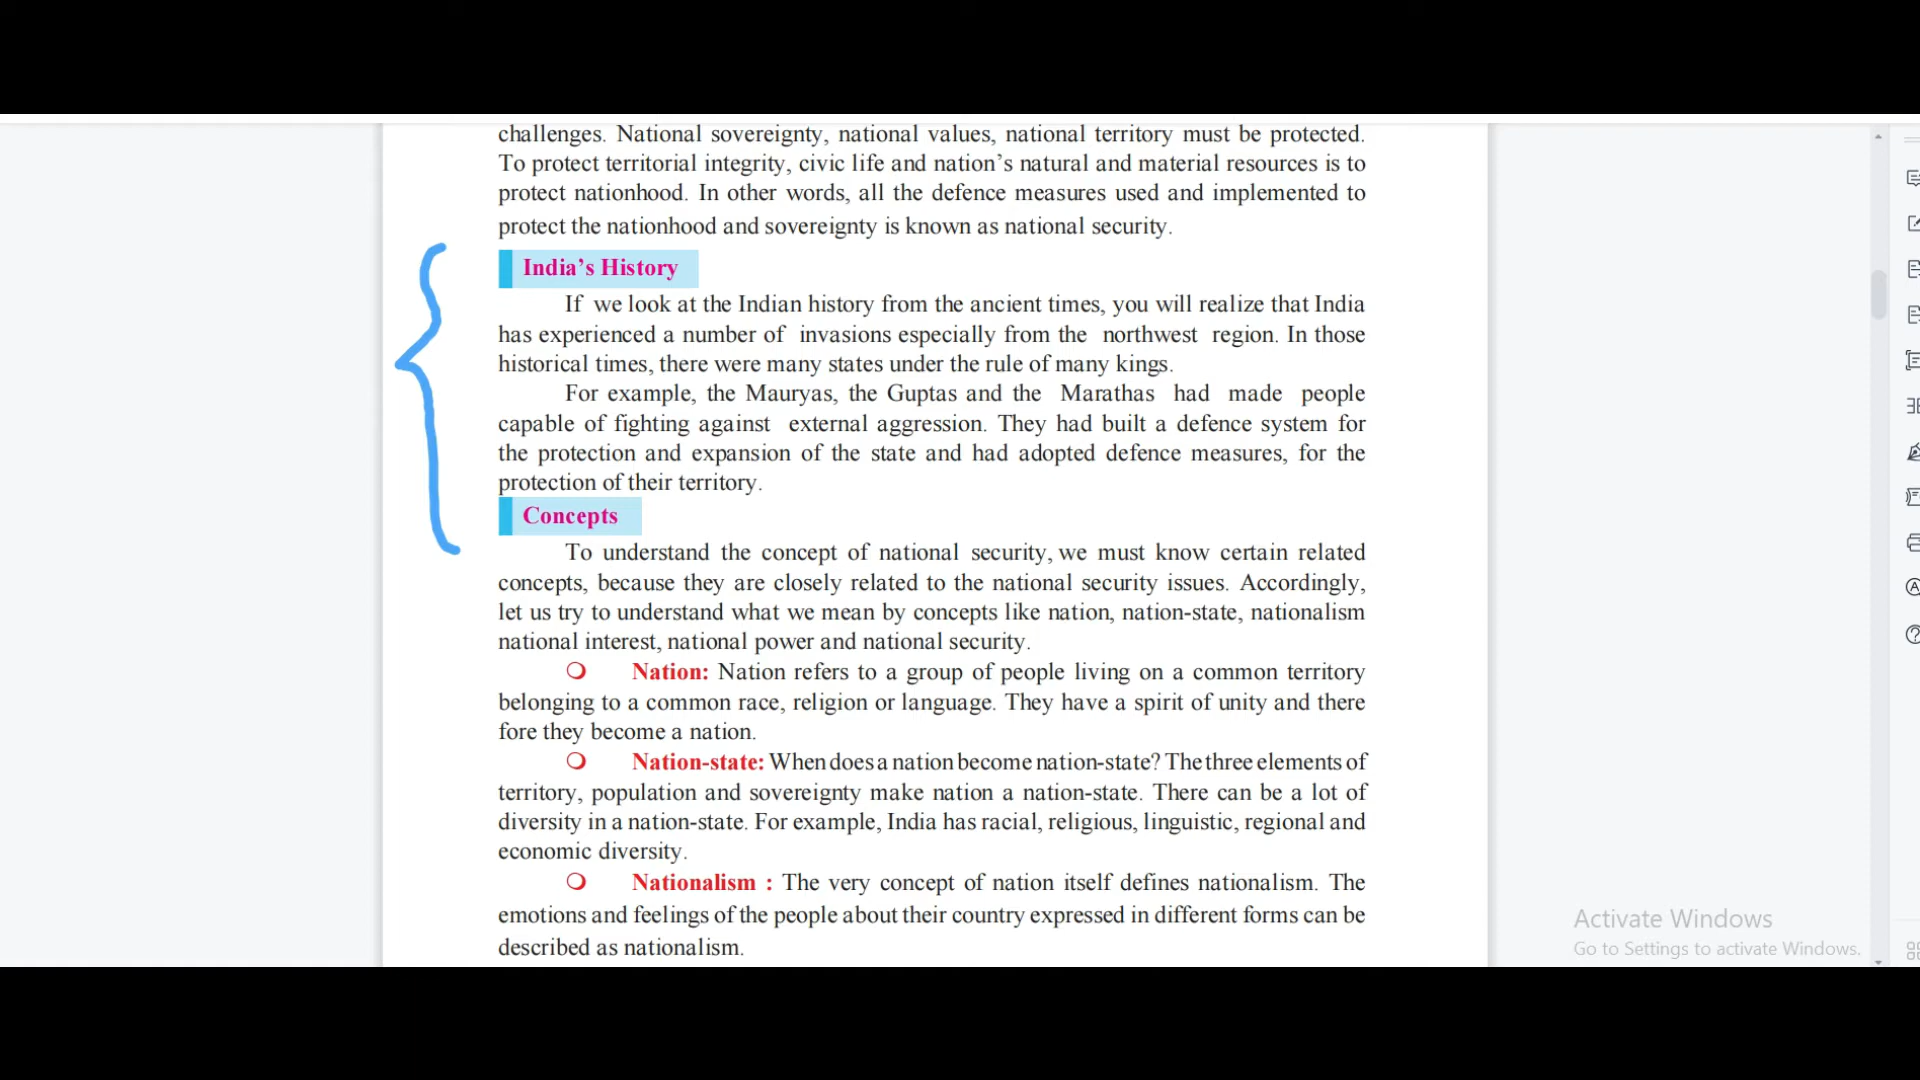 challenges. National sovereignty, national values, national territory must be protected.
To protect territorial integrity, civic life and nation’s natural and material resources is to
protect nationhood. In other words, all the defence measures used and implemented to
protect the nationhood and sovereignty is known as national security.
India’s History
If we look at the Indian history from the ancient times, you will realize that India
has experienced a number of invasions especially from the northwest region. In those
historical times, there were many states under the rule of many kings.
For example, the Mauryas, the Guptas and the Marathas had made people
capable of fighting against external aggression. They had built a defence system for
the protection and expansion of the state and had adopted defence measures, for the
protection of their territory.
Concepts
To understand the concept of national security, we must know certain related
concepts, because they are closely related to the national security issues. Accordingly,
let us try to understand what we mean by concepts like nation, nation-state, nationalism
national interest, national power and national security.
Nation: Nation refers to a group of people living on a common territory
belonging to a common race, religion or language. They have a spirit of unity and there
fore they become a nation.
Nation-state: When does a nation become nation-state? The three elements of
territory, population and sovereignty make nation a nation-state. There can be a lot of
diversity in a nation-state. For example, India has racial, religious, linguistic, regional and
economic diversity.
Nationalism : The very concept of nation itself defines nationalism. The
emotions and feelings of the people about their country expressed in different forms can be
described as nationalism.
Activate Windows
Go to Settings to activate Windows.